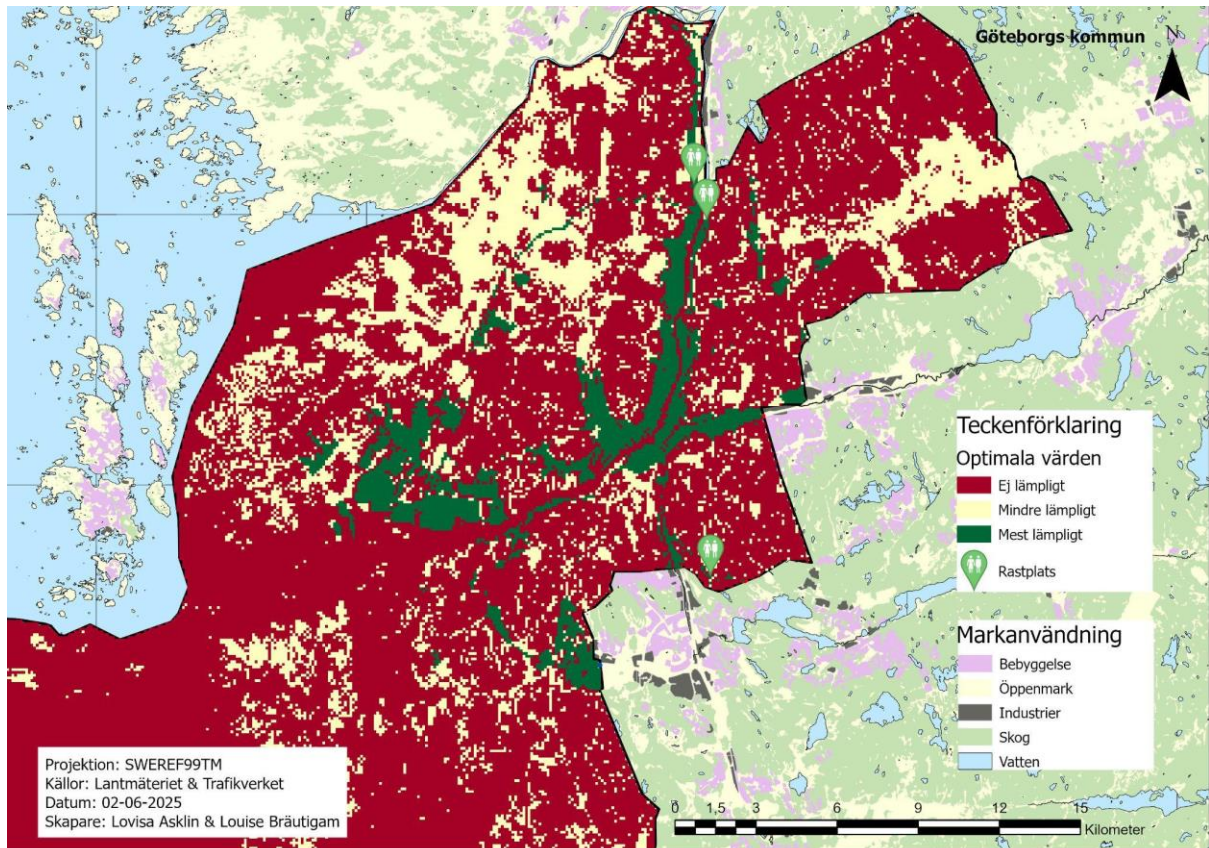 Göteborgs kommun
N
Teckenförklaring
Optimala värden
Ej lämpligt
Mindre lämpligt
Mest lämpligt
Rastplats
Markanvändning
Bebyggelse
Öppenmark
Industrier
Skog
Vatten
Projektion: SWEREF99TM
Källor: Lantmäteriet & Trafikverket
Datum: 02-06-2025
Skapare: Lovisa Asklin & Louise Bräutigam
0 1,5 3 6 9 12 15
Kilometer